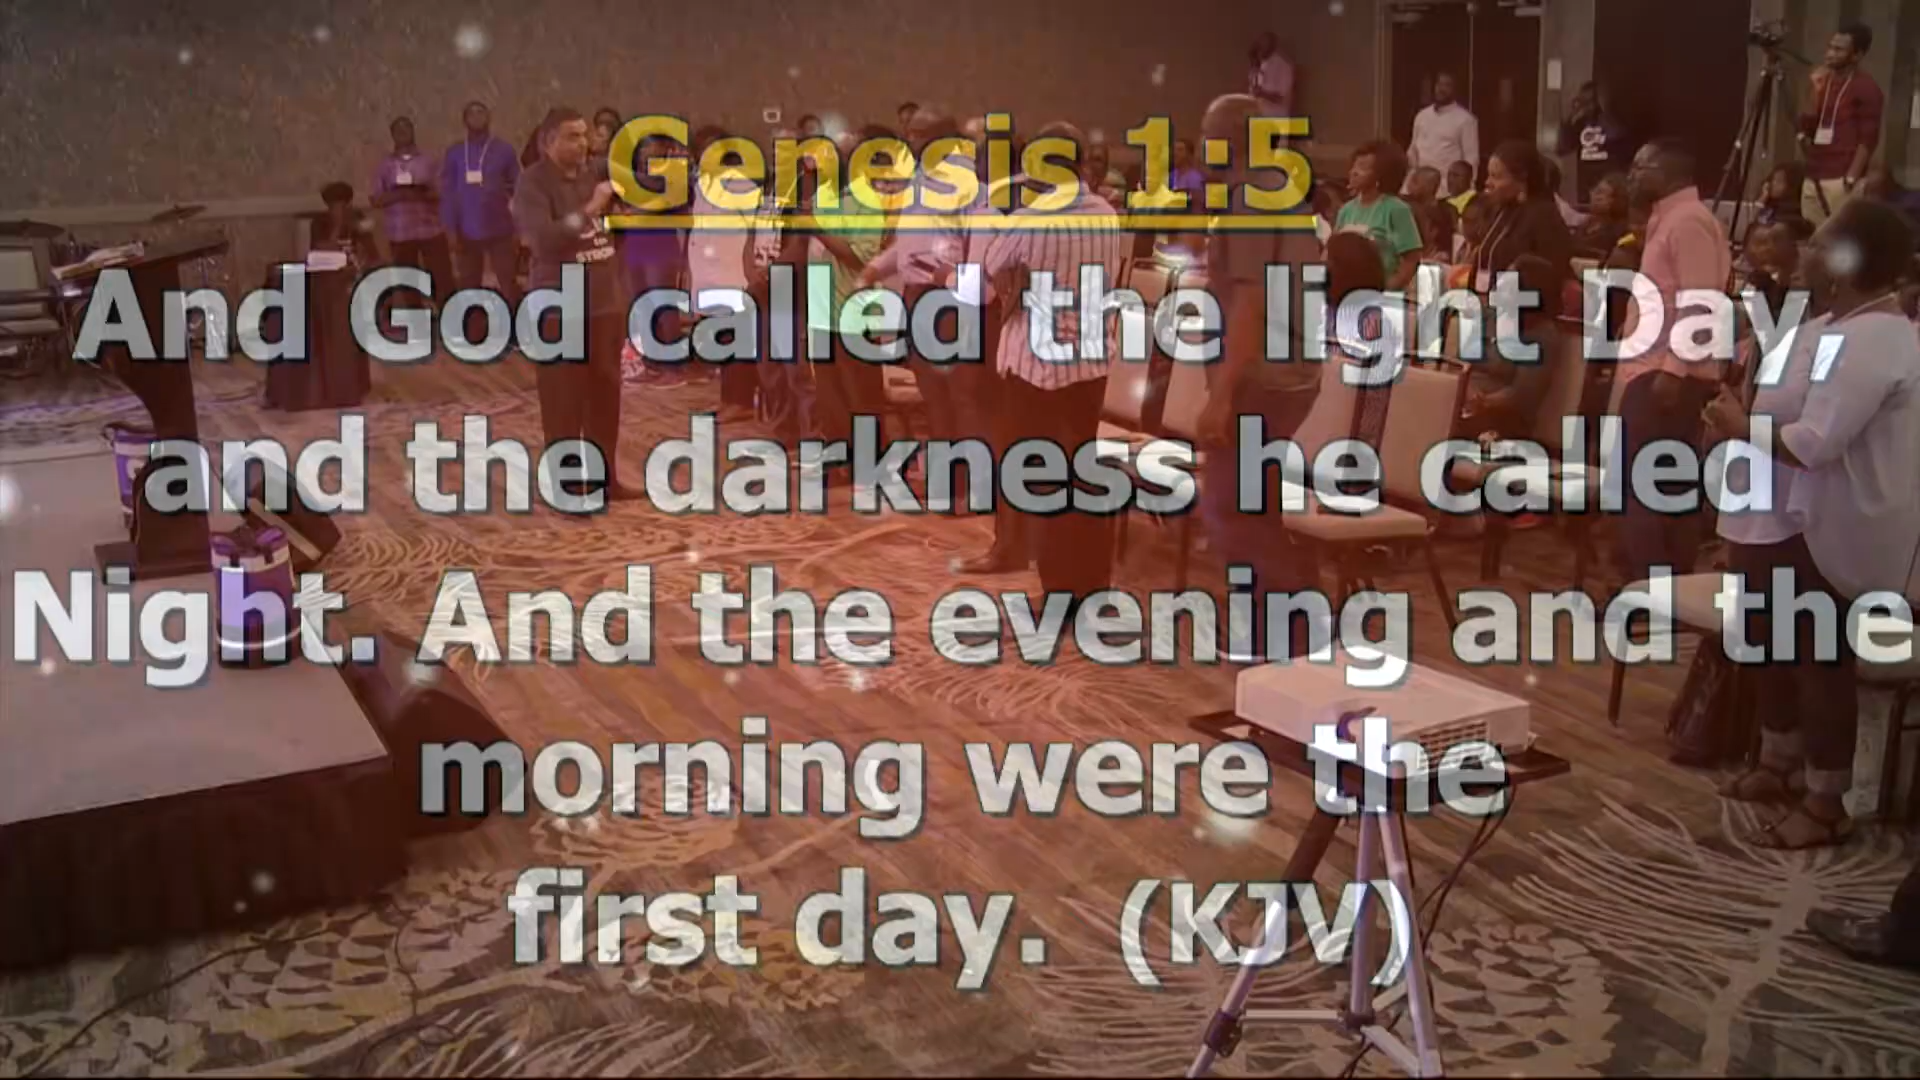 Genesis 1:5
And God called the light Day,
and the darkness he called
Night. And the evening and the
morning were the
first day. (KJV)